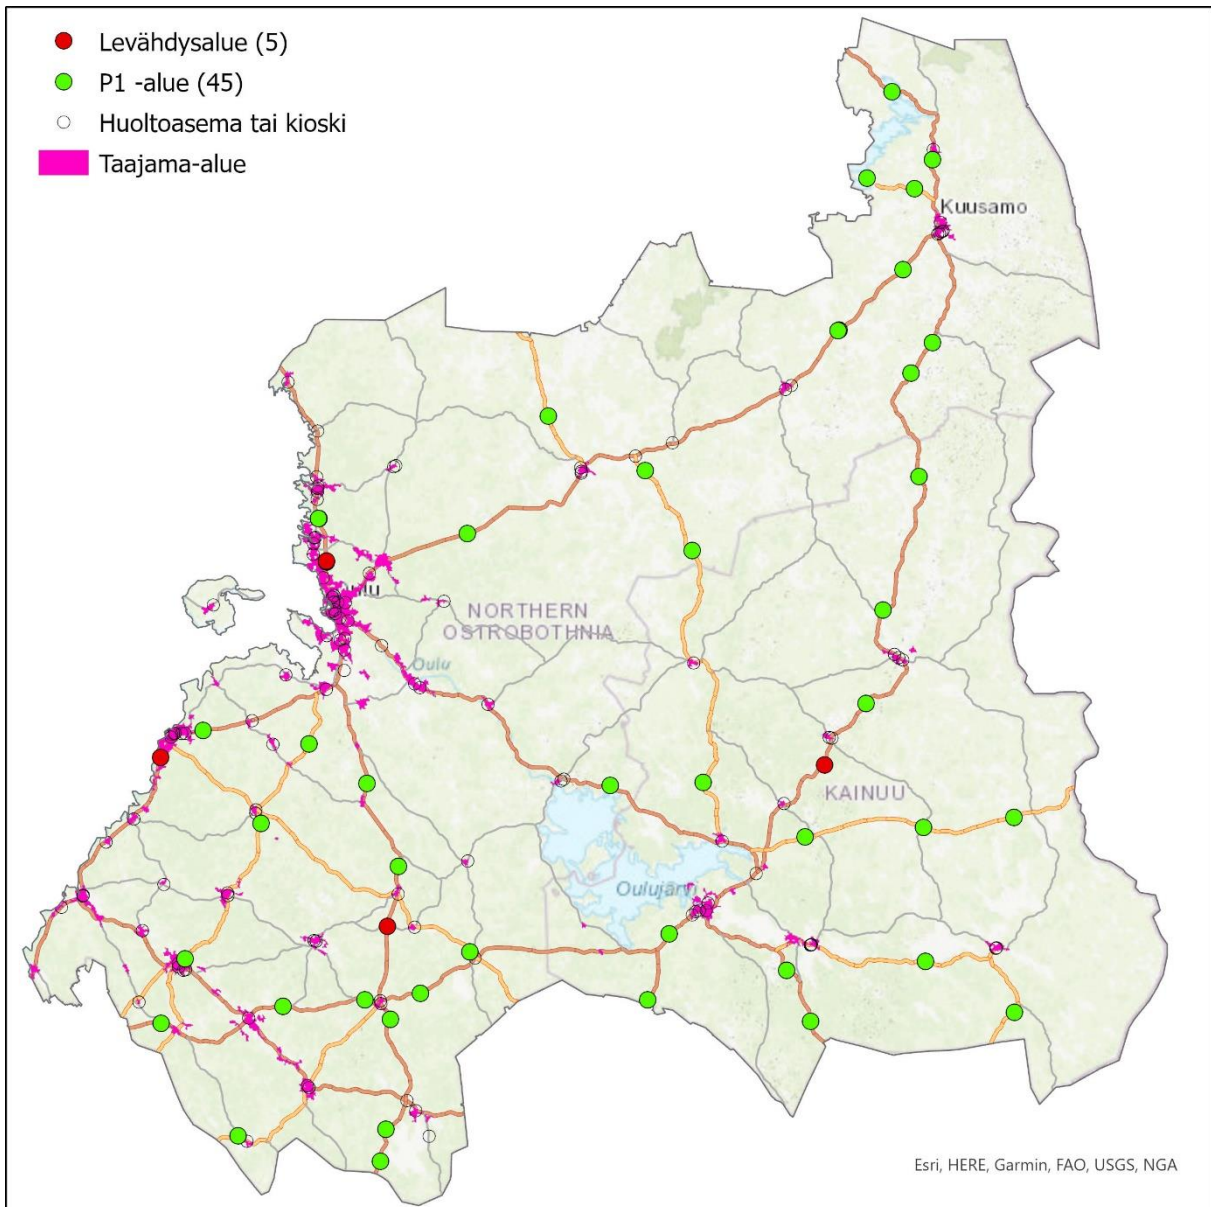 Levähdysalue (5)
P1 -alue (45)
Huoltoasema tai kioski
Taajama-alue
Kuusamo
NORTHERN
OSTROBOTHNIA
Oulu
KAINUU
Oulujärvi
Esri, HERE, Garmin, FAO, USGS, NGA